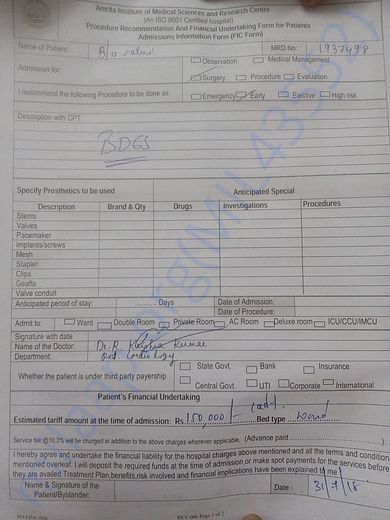 Amrita Institute of Medical Sciences and Research Centre
(An ISO 9001 Certified hospital)
Procedure Recommendation And Financial Undertaking Form for Patients
Admissions Information Form (FIC Form)
Name of Patient: B/o MRD No: 1937498
Admission for: Observation Medical Management
Surgery Procedure Evaluation
I recommend the following Procedure to be done as Emergency Early Elective High risk
Description with CPT
Specify Prosthetics to be used Anticipated Special
Description Brand & Qty Drugs Investigations Procedures
Stents
Valves
Pacemaker
Implants/screws
Mesh
Stapler
Clips
Geafts
Valve conduit
Anticipated period of stay: ..........Days Date of Admission:
Date of Procedure:
Admit to: Ward Double Room Private Room AC Room Deluxe room ICU/CCU/IMCU
Signature with date
Name of the Doctor: Dr. R. Krishna Kumar
Department: Ped. Cardiology
Whether the patient is under third party payership State Govt. Bank Insurance
Central Govt. UTI Corporate International
Patient's Financial Undertaking
Estimated tariff amount at the time of admission: Rs 150,000/- Bed type Ward
Service tax @10.3% will be charged in addition to the above charges wherever applicable. (Advance paid..........)
I hereby agree and undertake the financial liability for the hospital charges above mentioned and all the terms and condition
mentioned overleaf. I will deposit the required funds at the time of admission or make spot payments for the services before
they are availed. Treatment Plan, benefits, risk involved and financial implications have been explained to me
Name & Signature of the
Patient/Bystander: Date: 31/7/18
Page 1 of 2